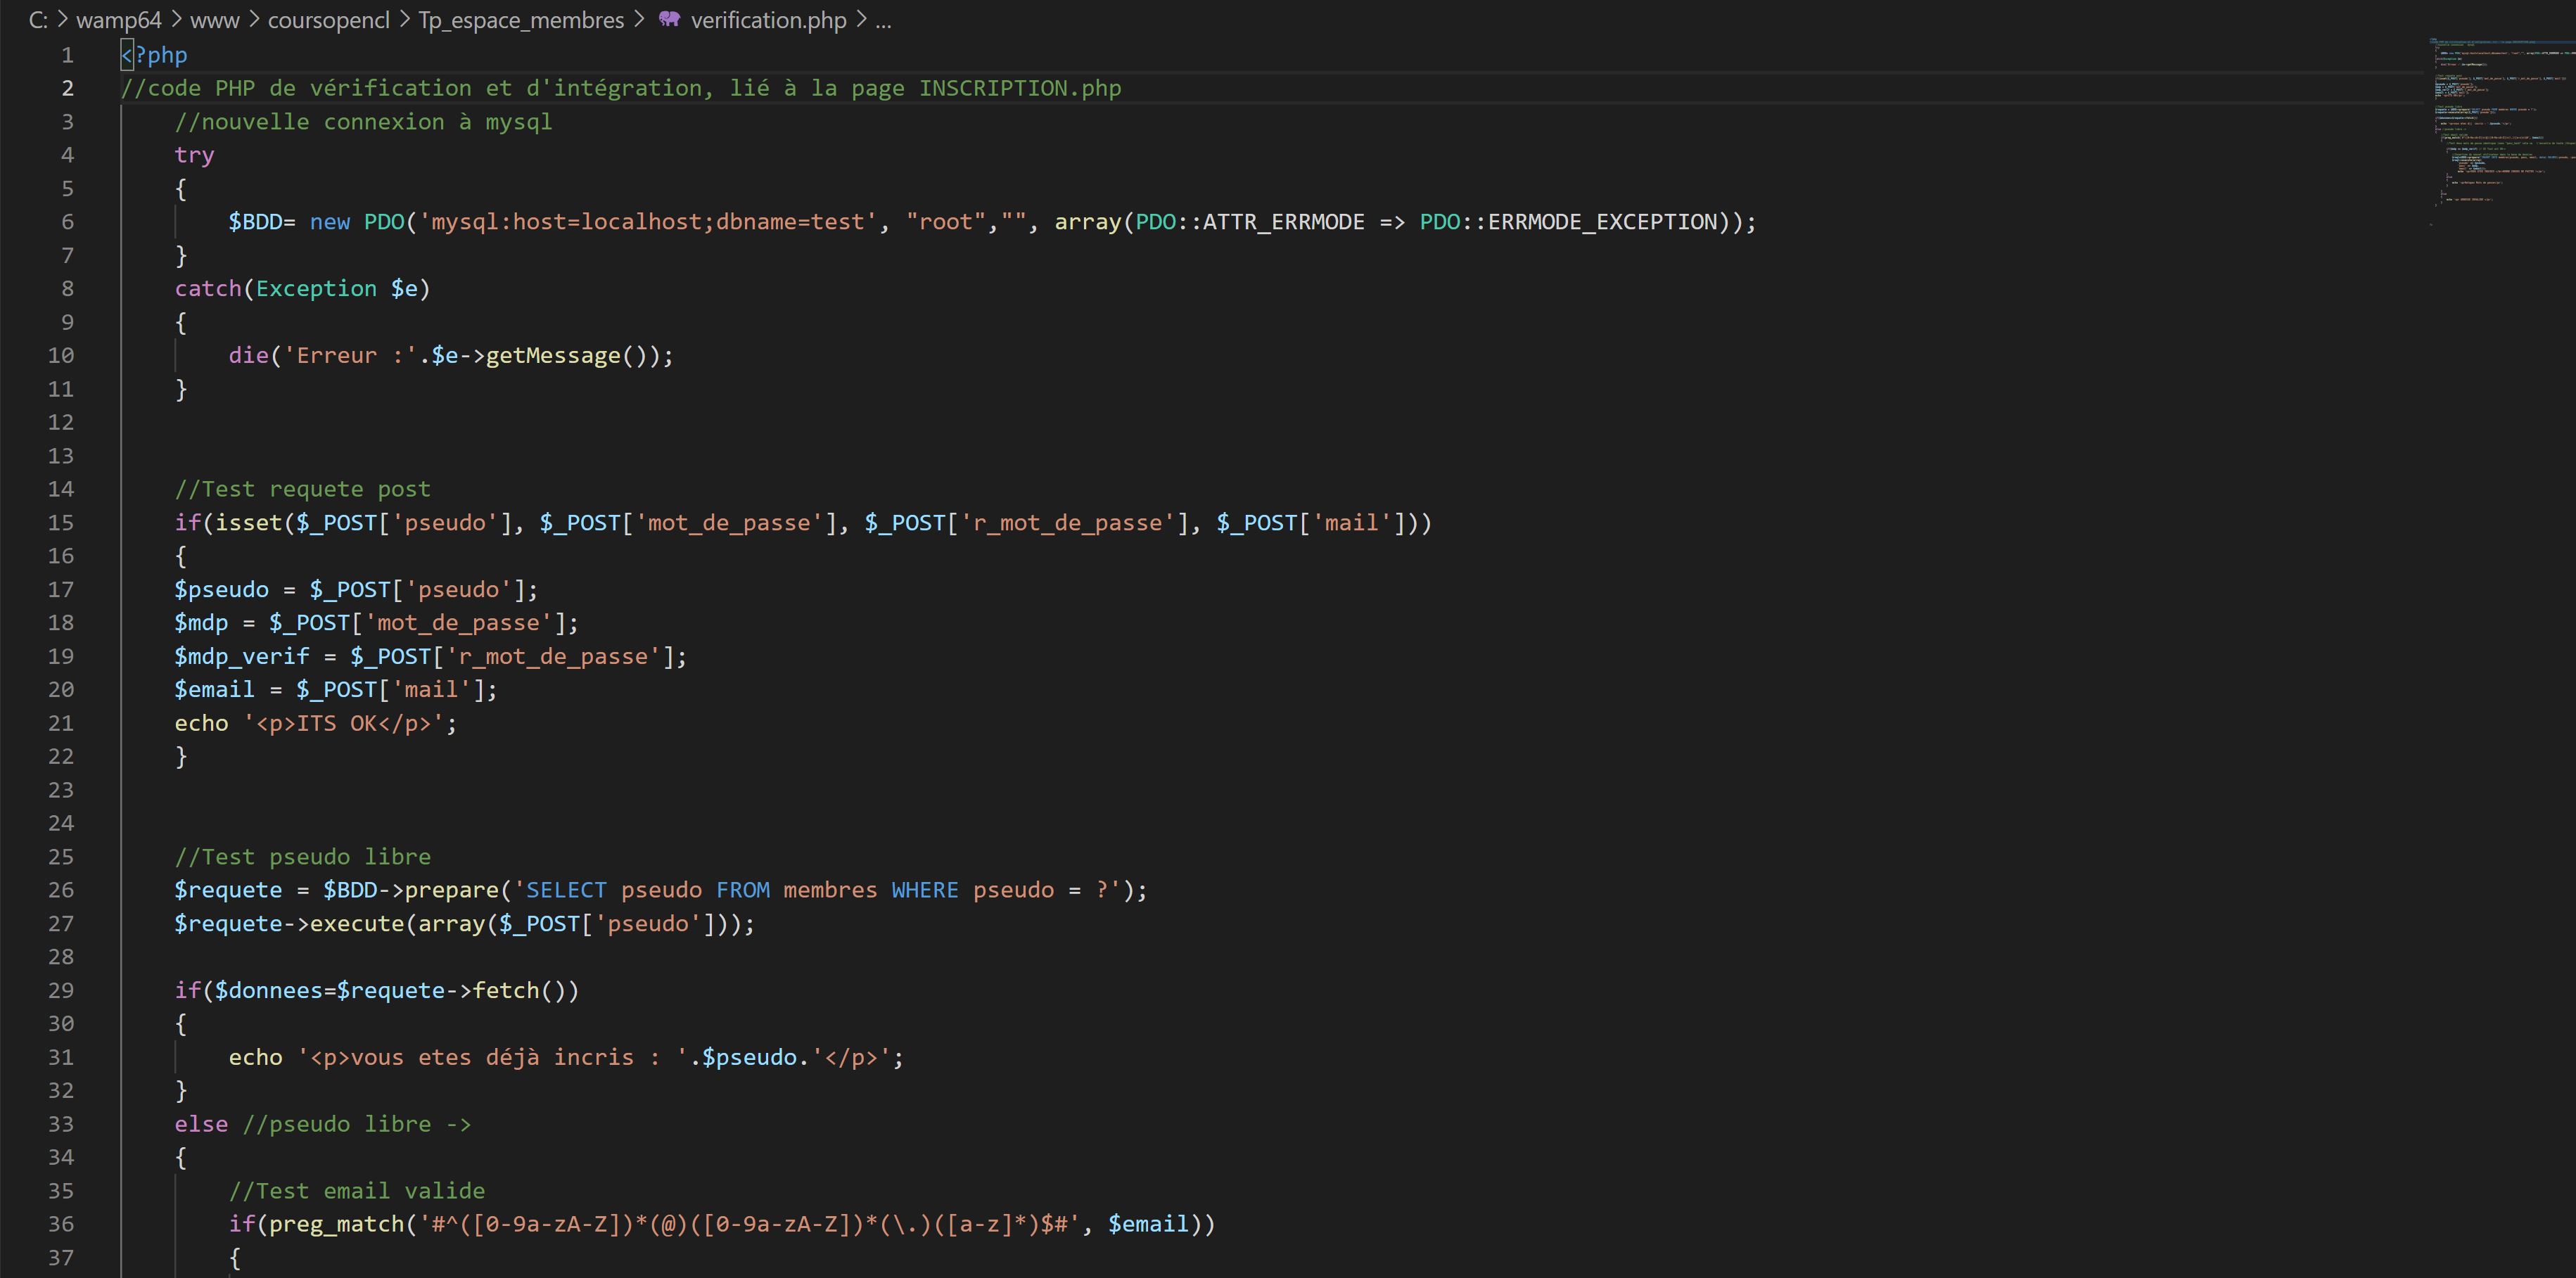 C: > wamp64 > www > coursopencl > Tp_espace_membres > verification.php > ...
1 <?php
2 //code PHP de vérification et d'intégration, lié à la page INSCRIPTION.php
3 //nouvelle connexion à mysql
4 try
5 {
6 $BDD= new PDO('mysql:host=localhost;dbname=test', "root","", array(PDO::ATTR_ERRMODE => PDO::ERRMODE_EXCEPTION));
7 }
8 catch(Exception $e)
9 {
10 die('Erreur :'.$e->getMessage());
11 }
12
13
14 //Test requete post
15 if(isset($_POST['pseudo'], $_POST['mot_de_passe'], $_POST['r_mot_de_passe'], $_POST['mail']))
16 {
17 $pseudo = $_POST['pseudo'];
18 $mdp = $_POST['mot_de_passe'];
19 $mdp_verif = $_POST['r_mot_de_passe'];
20 $email = $_POST['mail'];
21 echo '<p>ITS OK</p>';
22 }
23
24
25 //Test pseudo libre
26 $requete = $BDD->prepare('SELECT pseudo FROM membres WHERE pseudo = ?');
27 $requete->execute(array($_POST['pseudo']));
28
29 if($donnees=$requete->fetch())
30 {
31 echo '<p>vous etes déjà incris : '.$pseudo.'</p>';
32 }
33 else //pseudo libre ->
34 {
35 //Test email valide
36 if(preg_match('#^([0-9a-zA-Z])*(@)([0-9a-zA-Z])*(\.)([a-z]*)$#', $email))
37 {